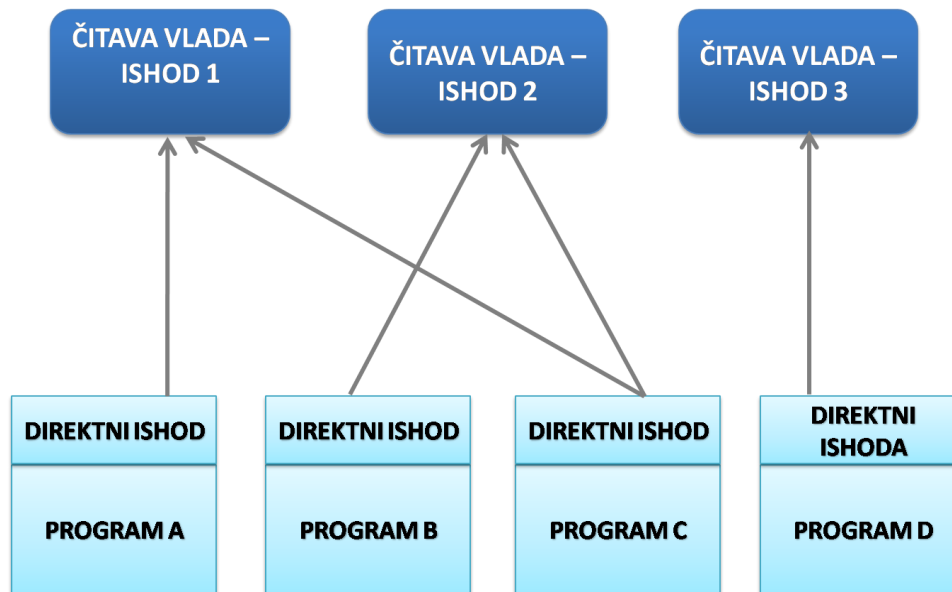 ČITAVA VLADA –
ISHOD 1
ČITAVA VLADA –
ISHOD 2
ČITAVA VLADA –
ISHOD 3
DIREKTNI ISHOD
DIREKTNI ISHOD
DIREKTNI ISHOD
DIREKTNI
ISHODA
PROGRAM A
PROGRAM B
PROGRAM C
PROGRAM D